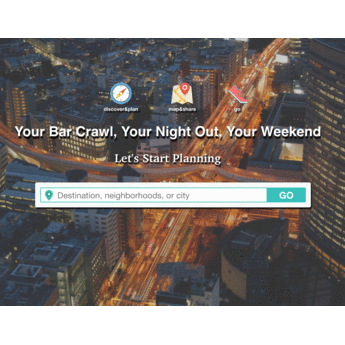 discover&plan
map&share
go
Your Bar Crawl, Your Night Out, Your Weekend
Let's Start Planning
Destination, neighborhoods, or city
GO